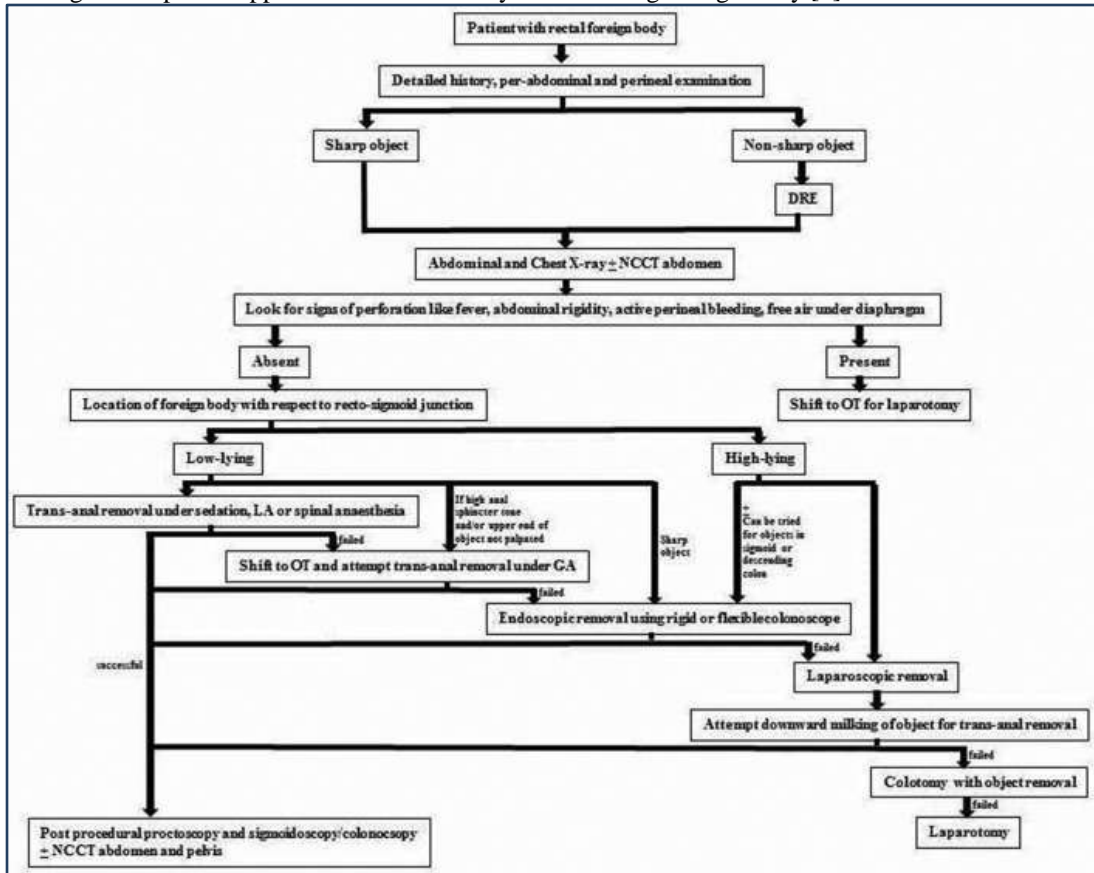 Patient with rectal foreign body
Detailed history, per-abdominal and perineal examination
Sharp object
Non-sharp object
DRE
Abdominal and Chest X-ray ± NCCT abdomen
Look for signs of perforation like fever, abdominal rigidity, active perineal bleeding, free air under diaphragm
Absent
Present
Location of foreign body with respect to recto-sigmoid junction
Shift to OT for laparotomy
Low-lying
High-lying
Trans-anal removal under sedation, LA or spinal anaesthesia
If high anal
sphincter tone
and/or upper end of
object not palpated
Sharp
object
±
Can be tried
for objects in
sigmoid or
descending
colon
failed
Shift to OT and attempt trans-anal removal under GA
failed
Endoscopic removal using rigid or flexible colonoscope
successful
failed
Laparoscopic removal
Attempt downward milking of object for trans-anal removal
failed
Colotomy with object removal
failed
Laparotomy
Post procedural proctoscopy and sigmoidoscopy/colonocsopy
± NCCT abdomen and pelvis